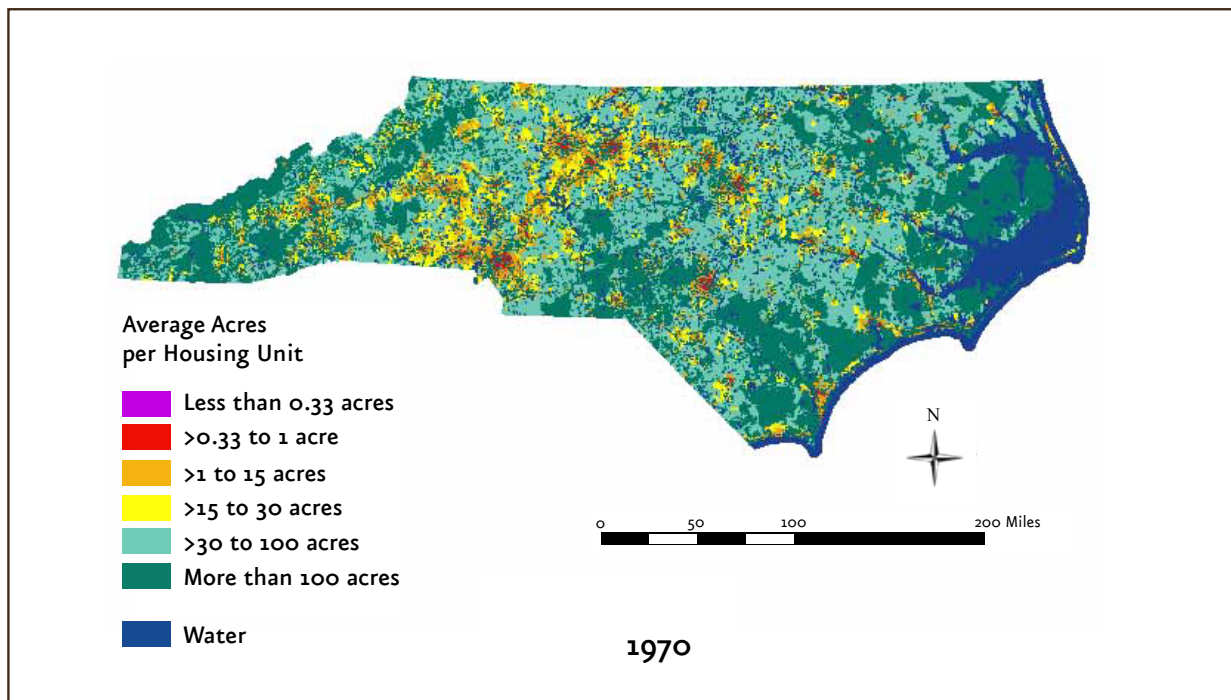 Average Acres
per Housing Unit
Less than 0.33 acres
>0.33 to 1 acre
>1 to 15 acres
>15 to 30 acres
>30 to 100 acres
More than 100 acres
Water
N
0 50 100 200 Miles
1970